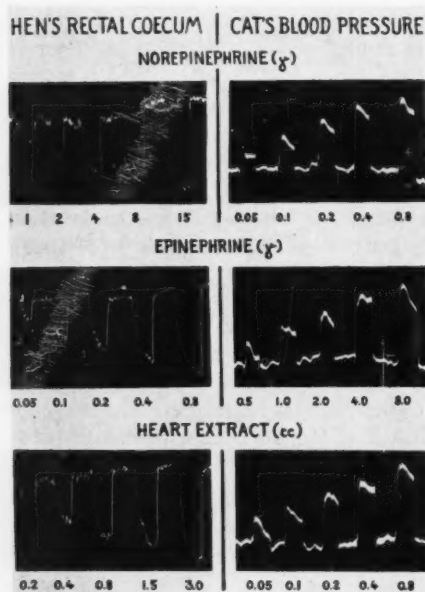 HEN'S RECTAL COECUM CAT'S BLOOD PRESSURE
NOREPINEPHRINE (γ)
1 2 4 8 15 0.05 0.1 0.2 0.4 0.8
EPINEPHRINE (γ)
0.05 0.1 0.2 0.4 0.8 0.5 1.0 2.0 4.0 8.0
HEART EXTRACT (cc)
0.2 0.4 0.8 1.5 3.0 0.05 0.1 0.2 0.4 0.8